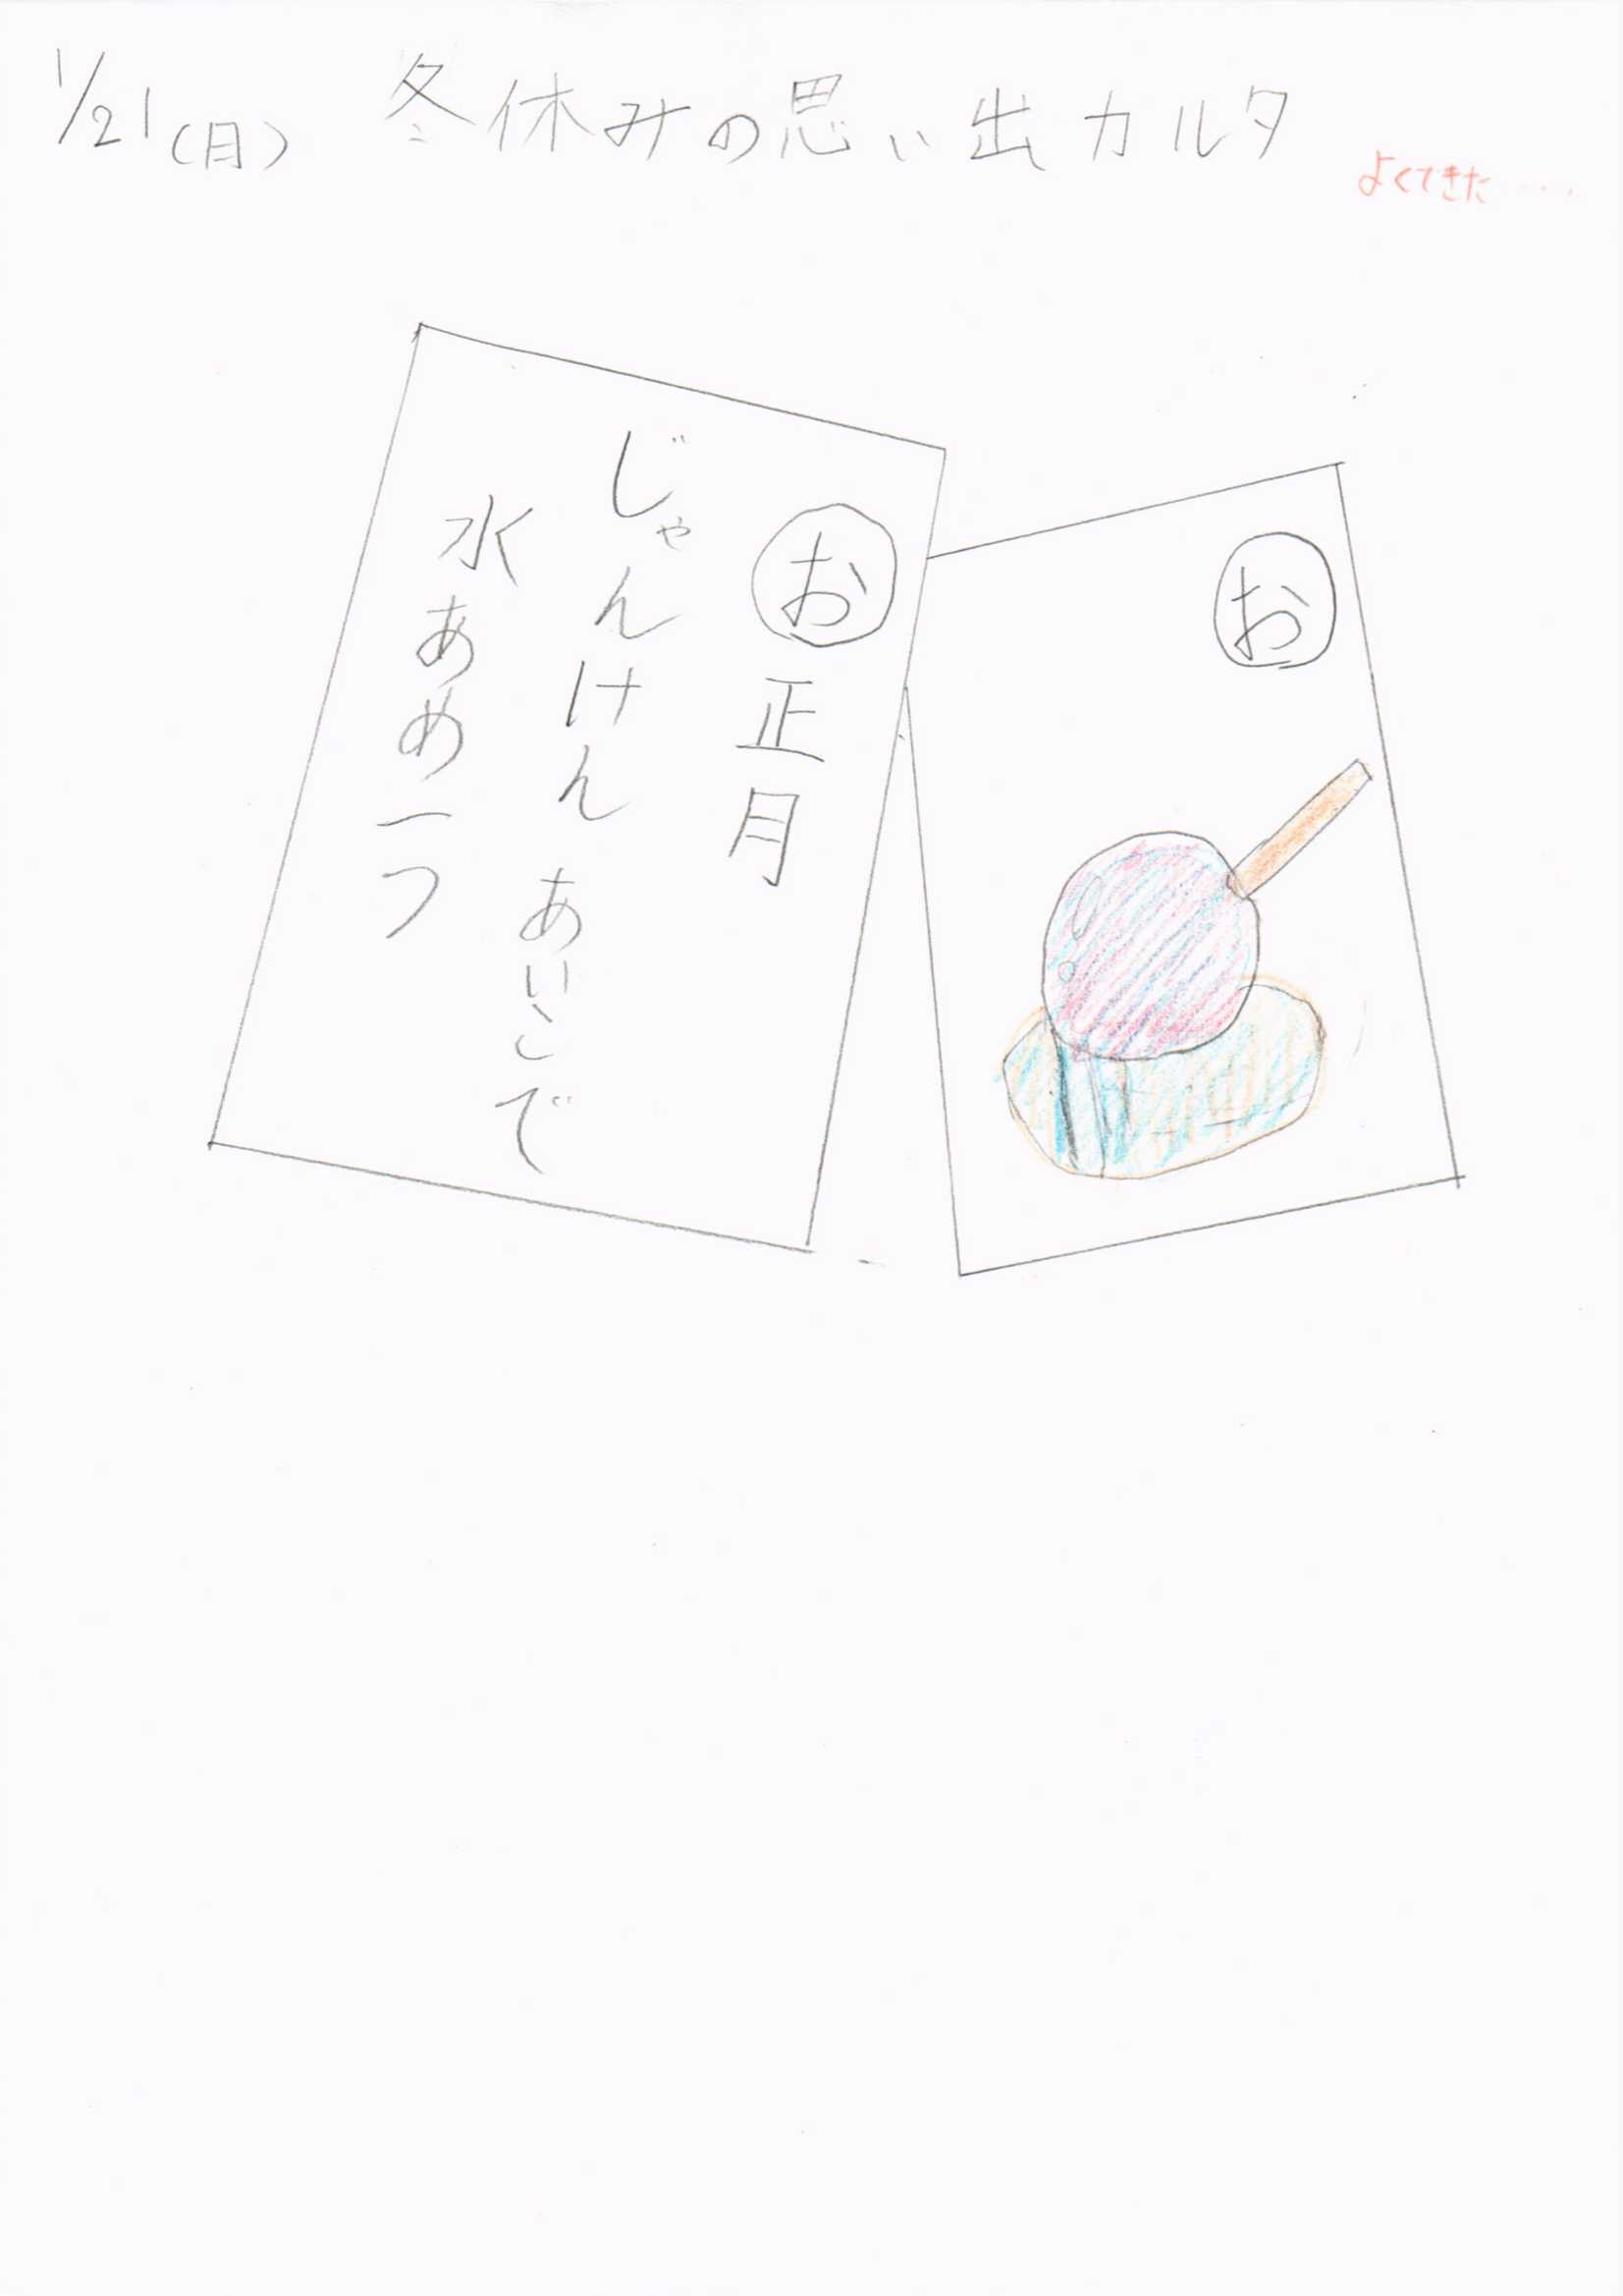 1/21(日) 冬休みの思い出カルタ
よくできた……
お正月
じゃんけん あいこで
水あめ一つ
お